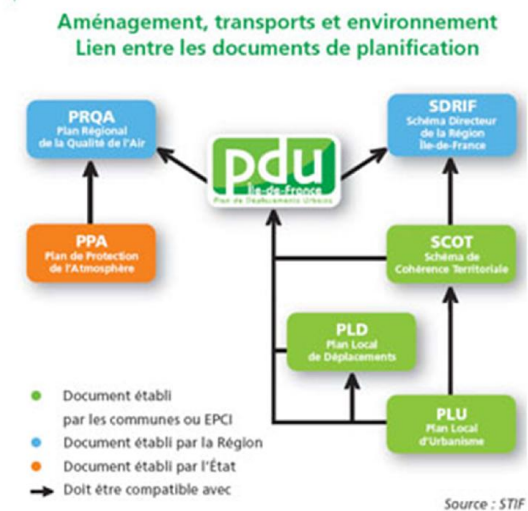 Aménagement, transports et environnement
Lien entre les documents de planification
PRQA
Plan Régional
de la Qualité de l'Air
SDRIF
Schéma Directeur
de la Région
Île-de-France
pdu
Île-de-France
Plan de Déplacements Urbains
PPA
Plan de Protection
de l'Atmosphère
SCOT
Schéma de
Cohérence Territoriale
PLD
Plan Local
de Déplacements
PLU
Plan Local
d'Urbanisme
Document établi
par les communes ou EPCI
Document établi par la Région
Document établi par l'État
Doit être compatible avec
Source : STIF